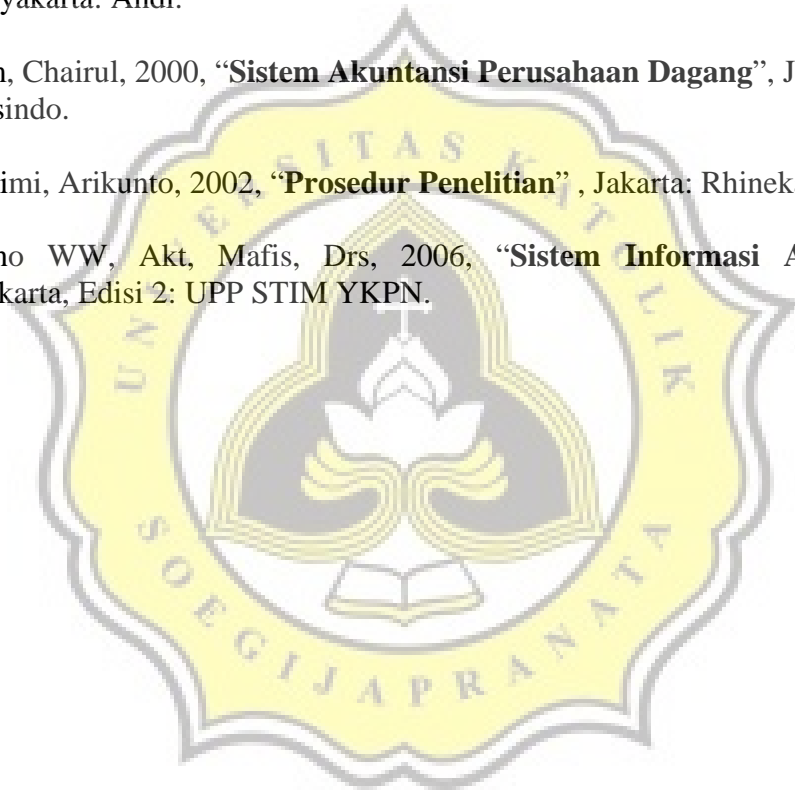 yakarta: Andi.
n, Chairul, 2000, “Sistem Akuntansi Perusahaan Dagang”, J
sindo.
imi, Arikunto, 2002, “Prosedur Penelitian” , Jakarta: Rhinek
no WW, Akt, Mafis, Drs, 2006, “Sistem Informasi A
karta, Edisi 2: UPP STIM YKPN.
UNIVERSITAS KATOLIK
SOEGIJAPRANATA